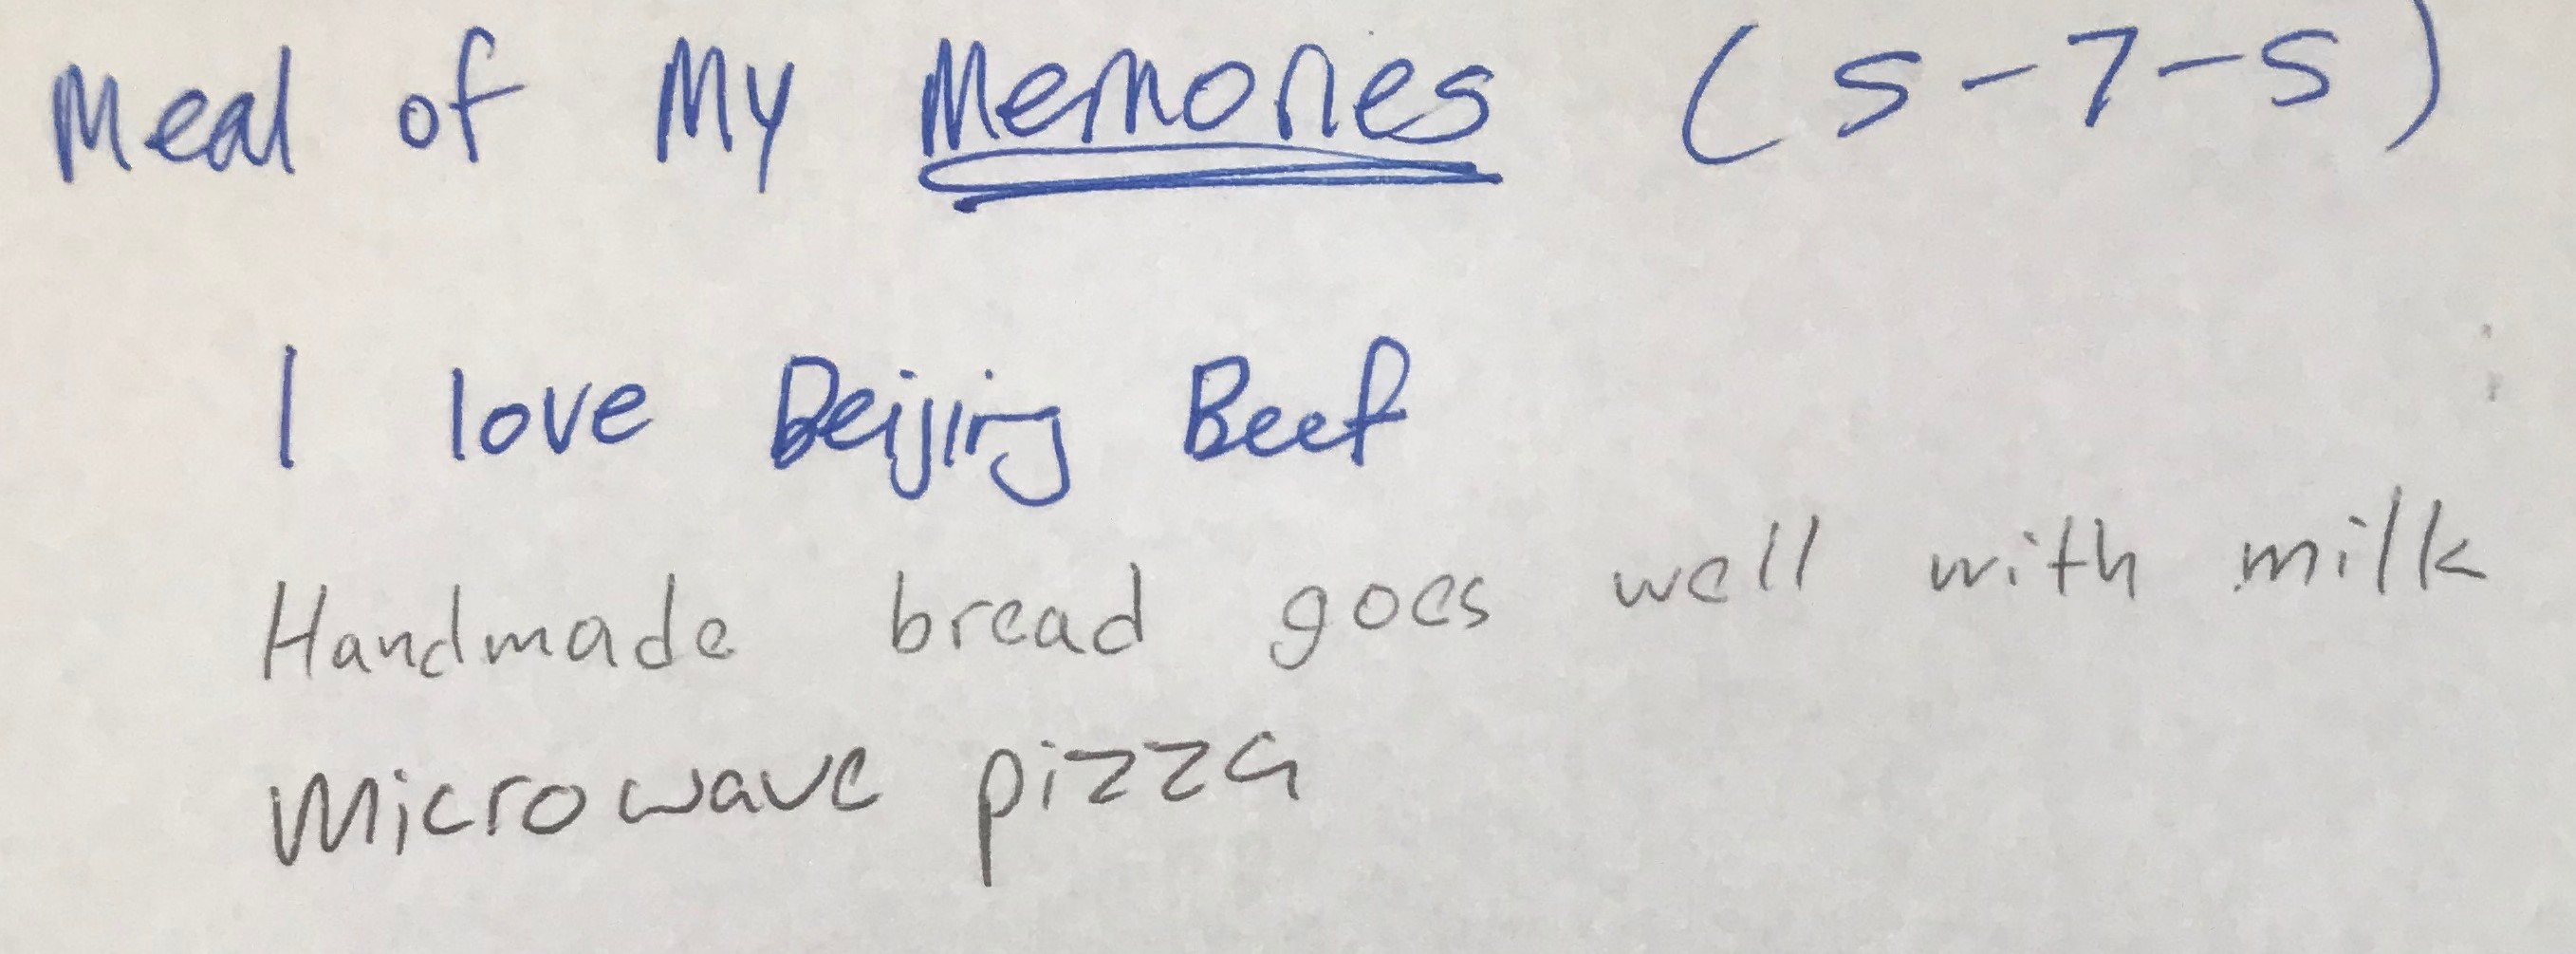 Meal of My Memories (5-7-5)
I love Beijing Beef
Handmade bread goes well with milk
Microwave pizza